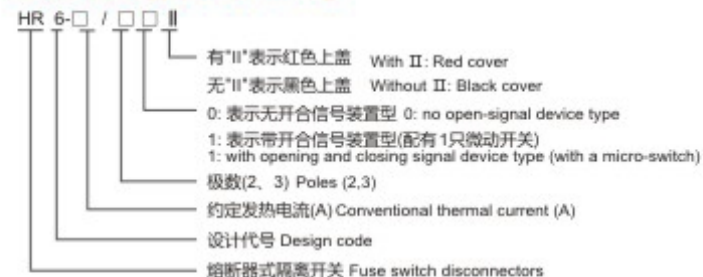 HR 6-□ / □ □ Ⅱ
有"II"表示红色上盖 With Ⅱ: Red cover
无"II"表示黑色上盖 Without Ⅱ: Black cover
0: 表示无开合信号装置型 0: no open-signal device type
1: 表示带开合信号装置型(配有1只微动开关)
1: with opening and closing signal device type (with a micro-switch)
极数(2、3) Poles (2,3)
约定发热电流(A) Conventional thermal current (A)
设计代号 Design code
熔断器式隔离开关 Fuse switch disconnectors